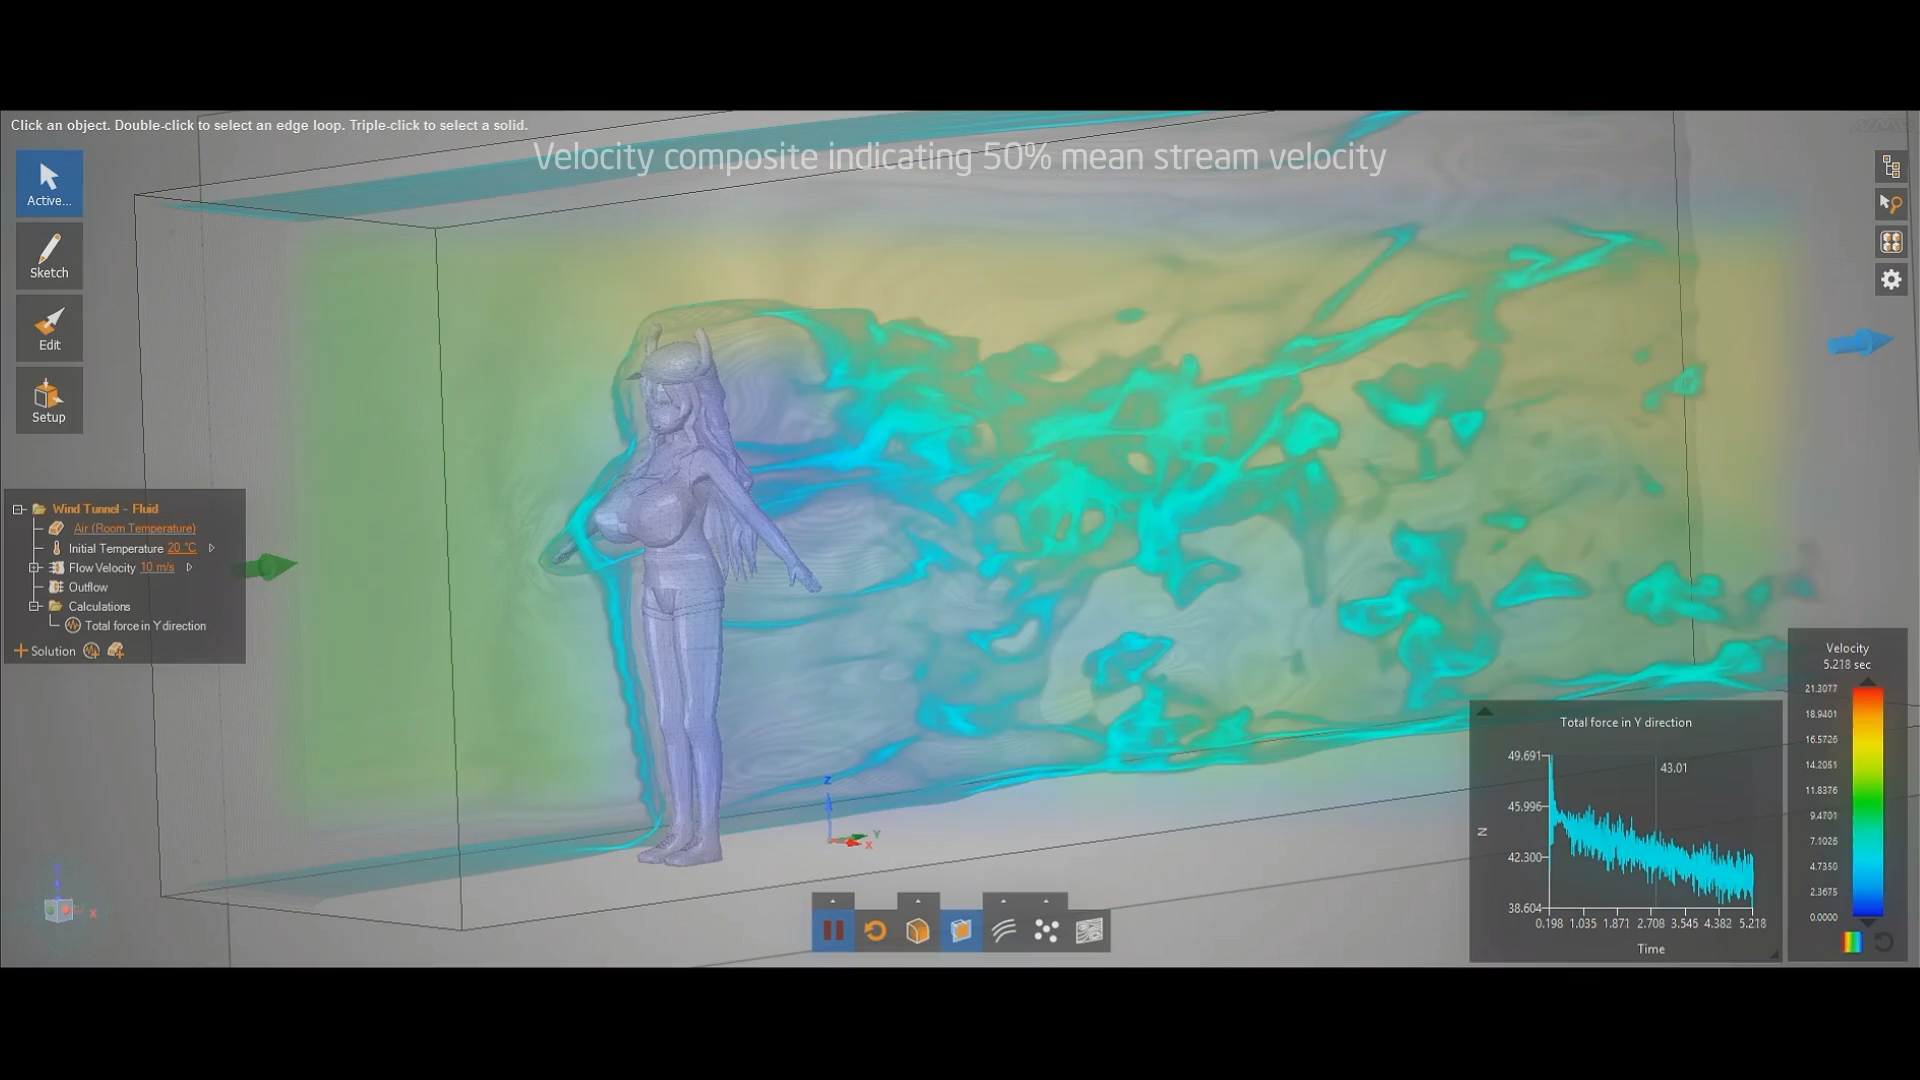 Click an object. Double-click to select an edge loop. Triple-click to select a solid.
Velocity composite indicating 50% mean stream velocity
Active...
Sketch
Edit
Setup
Wind Tunnel - Fluid
Air (Room Temperature)
Initial Temperature 20 °C
Flow Velocity 10 m/s
Outflow
Calculations
Total force in Y direction
Solution
Z
Y
X
X
Total force in Y direction
49.691
45.996
42.300
38.604
N
43.01
0.198 1.035 1.871 2.708 3.545 4.382 5.218
Time
Velocity
5.218 sec
21.3077
18.9401
16.5726
14.2051
11.8376
9.4701
7.1026
4.7350
2.3675
0.0000